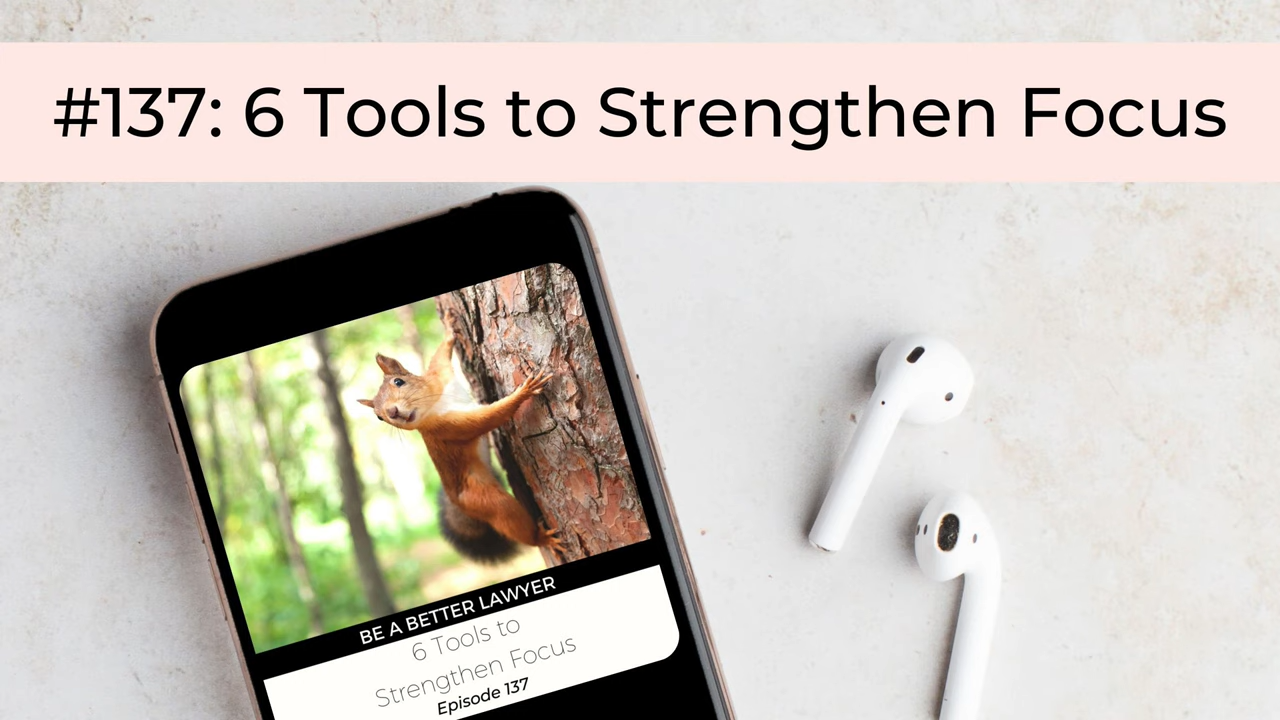 #137: 6 Tools to Strengthen Focus
BE A BETTER LAWYER
6 Tools to
Strengthen Focus
Episode 137